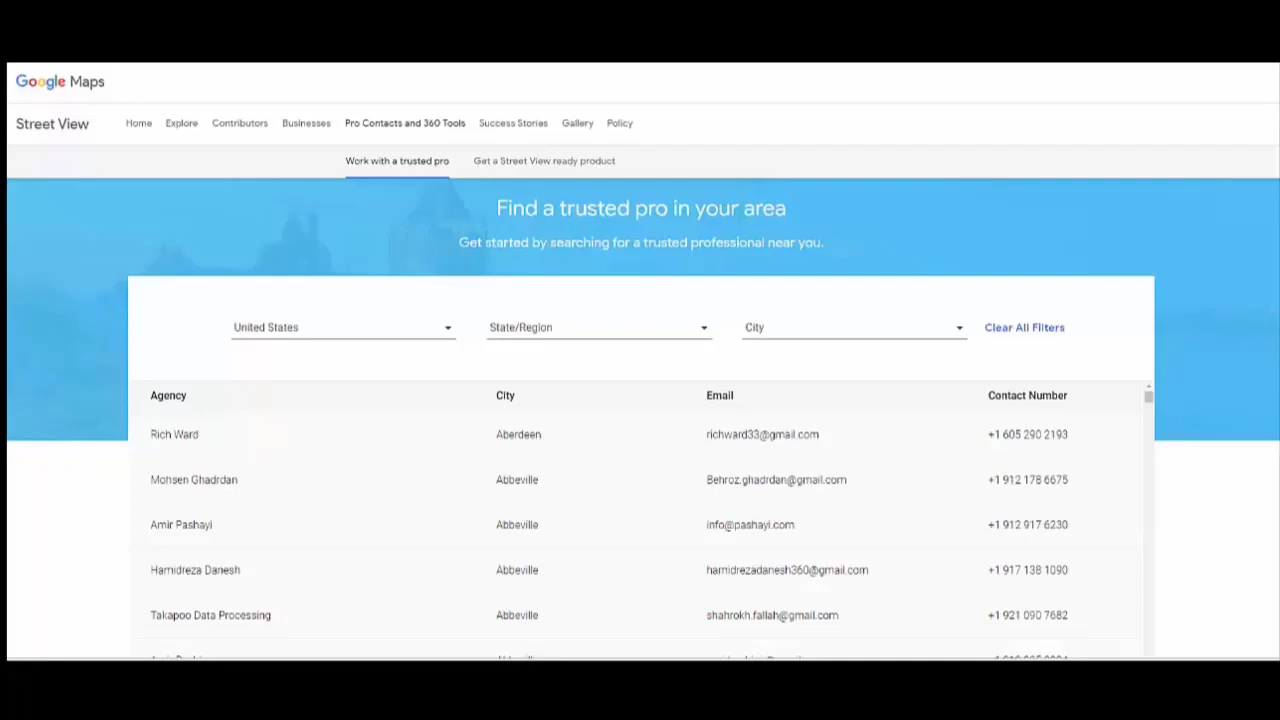 Google Maps
Street View Home Explore Contributors Businesses Pro Contacts and 360 Tools Success Stories Gallery Policy
Work with a trusted pro Get a Street View ready product
Find a trusted pro in your area
Get started by searching for a trusted professional near you.
United States State/Region City Clear All Filters
Agency City Email Contact Number
Rich Ward Aberdeen richward33@gmail.com +1 605 290 2193
Mohsen Ghadrdan Abbeville Behroz.ghadrdan@gmail.com +1 912 178 6675
Amir Pashayi Abbeville info@pashayi.com +1 912 917 6230
Hamidreza Danesh Abbeville hamidrezadanesh360@gmail.com +1 917 138 1090
Takapoo Data Processing Abbeville shahrokh.fallah@gmail.com +1 921 090 7682